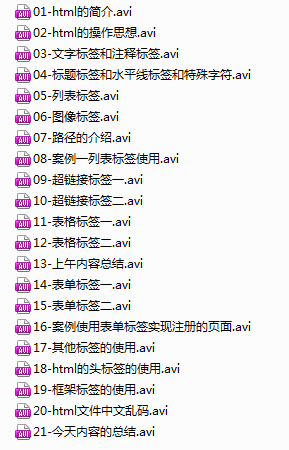 01-html的简介.avi
02-html的操作思想.avi
03-文字标签和注释标签.avi
04-标题标签和水平线标签和特殊字符.avi
05-列表标签.avi
06-图像标签.avi
07-路径的介绍.avi
08-案例一列表标签使用.avi
09-超链接标签一.avi
10-超链接标签二.avi
11-表格标签一.avi
12-表格标签二.avi
13-上午内容总结.avi
14-表单标签一.avi
15-表单标签二.avi
16-案例使用表单标签实现注册的页面.avi
17-其他标签的使用.avi
18-html的头标签的使用.avi
19-框架标签的使用.avi
20-html文件中文乱码.avi
21-今天内容的总结.avi